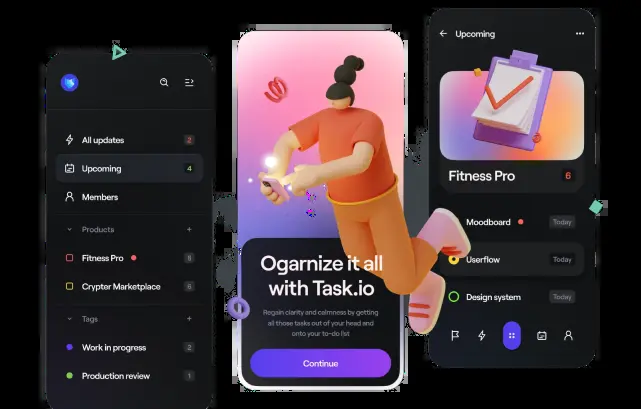 All updates
2
Upcoming
4
Members
Products
Fitness Pro
5
Crypter Marketplace
6
Tags
Work in progress
2
Production review
1
Ogarnize it all
with Task.io
Regain clarity and calmness by getting
all those tasks out of your head and
onto your to-do list
Continue
Upcoming
Fitness Pro
6
Moodboard
Today
Userflow
Today
Design system
Today